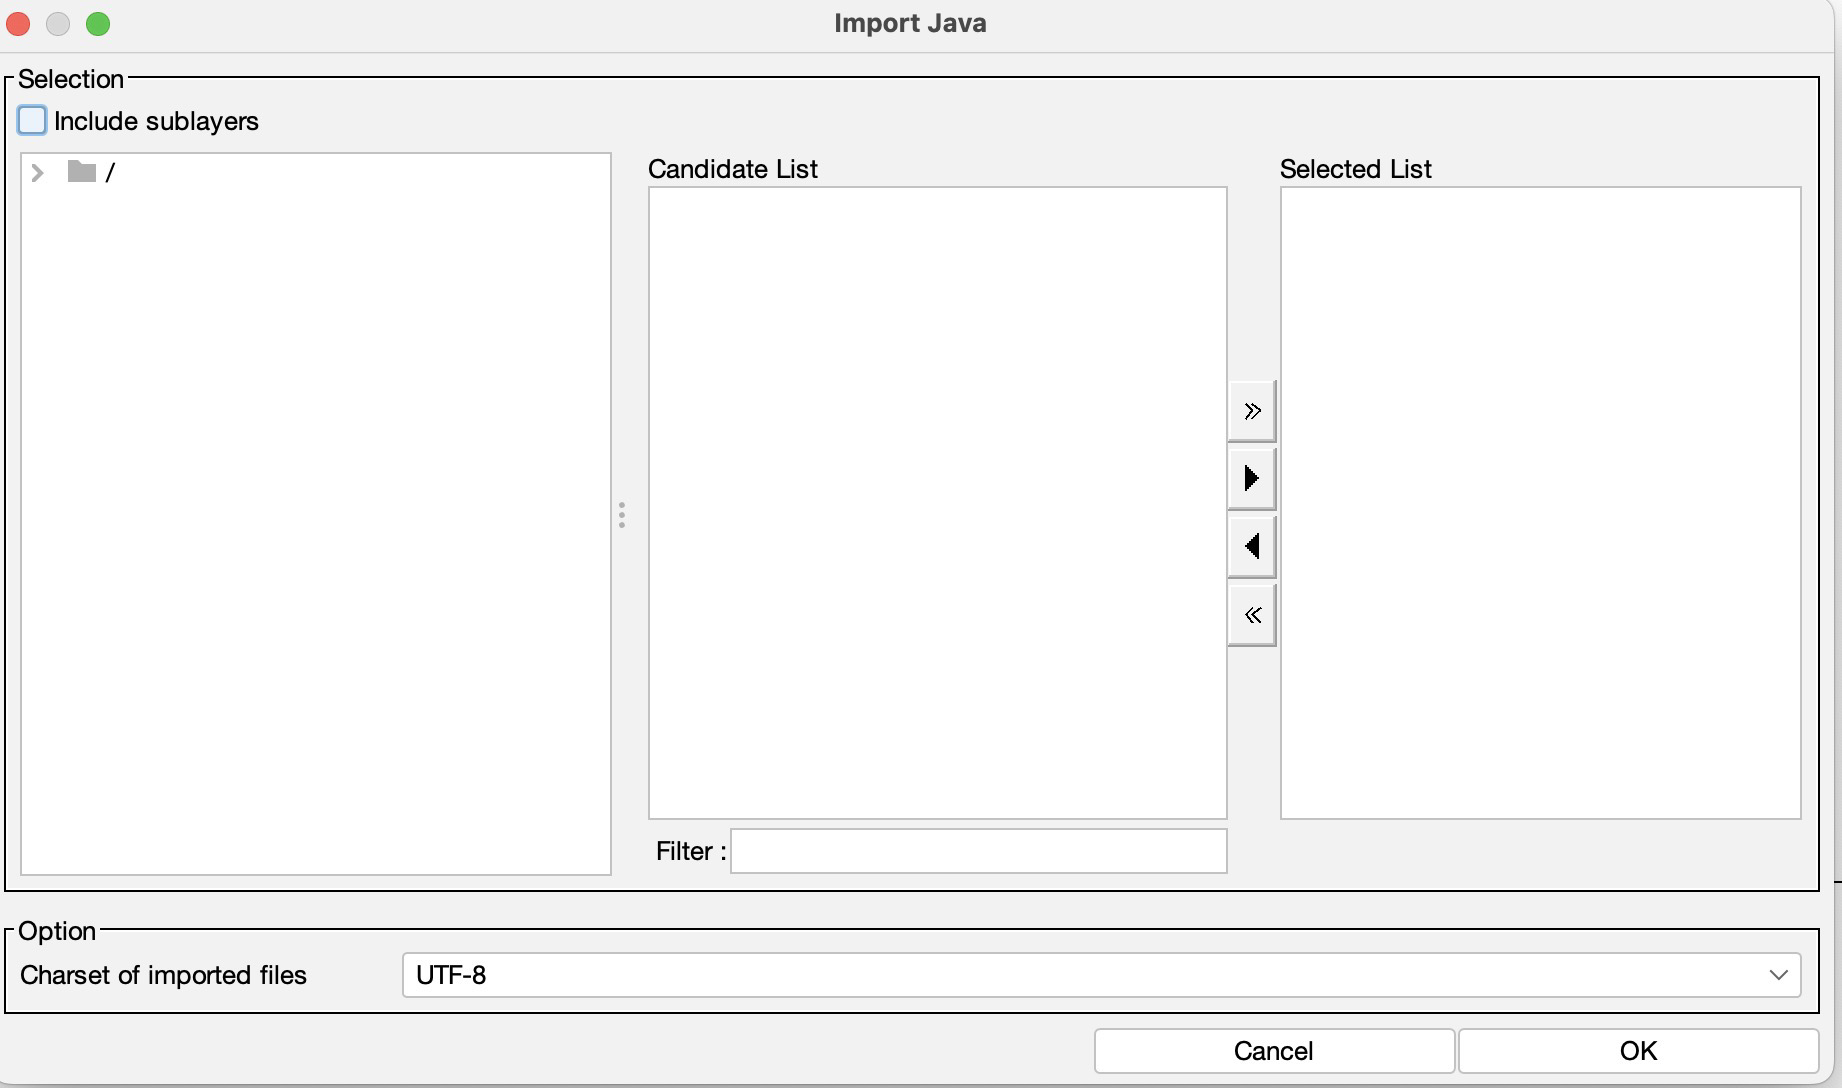 Import Java
Selection
Include sublayers
/
Candidate List
Selected List
Filter :
Option
Charset of imported files
UTF-8
Cancel
OK